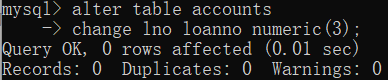 mysql> alter table accounts
-> change lno loanno numeric(3);
Query OK, 0 rows affected (0.01 sec)
Records: 0 Duplicates: 0 Warnings: 0